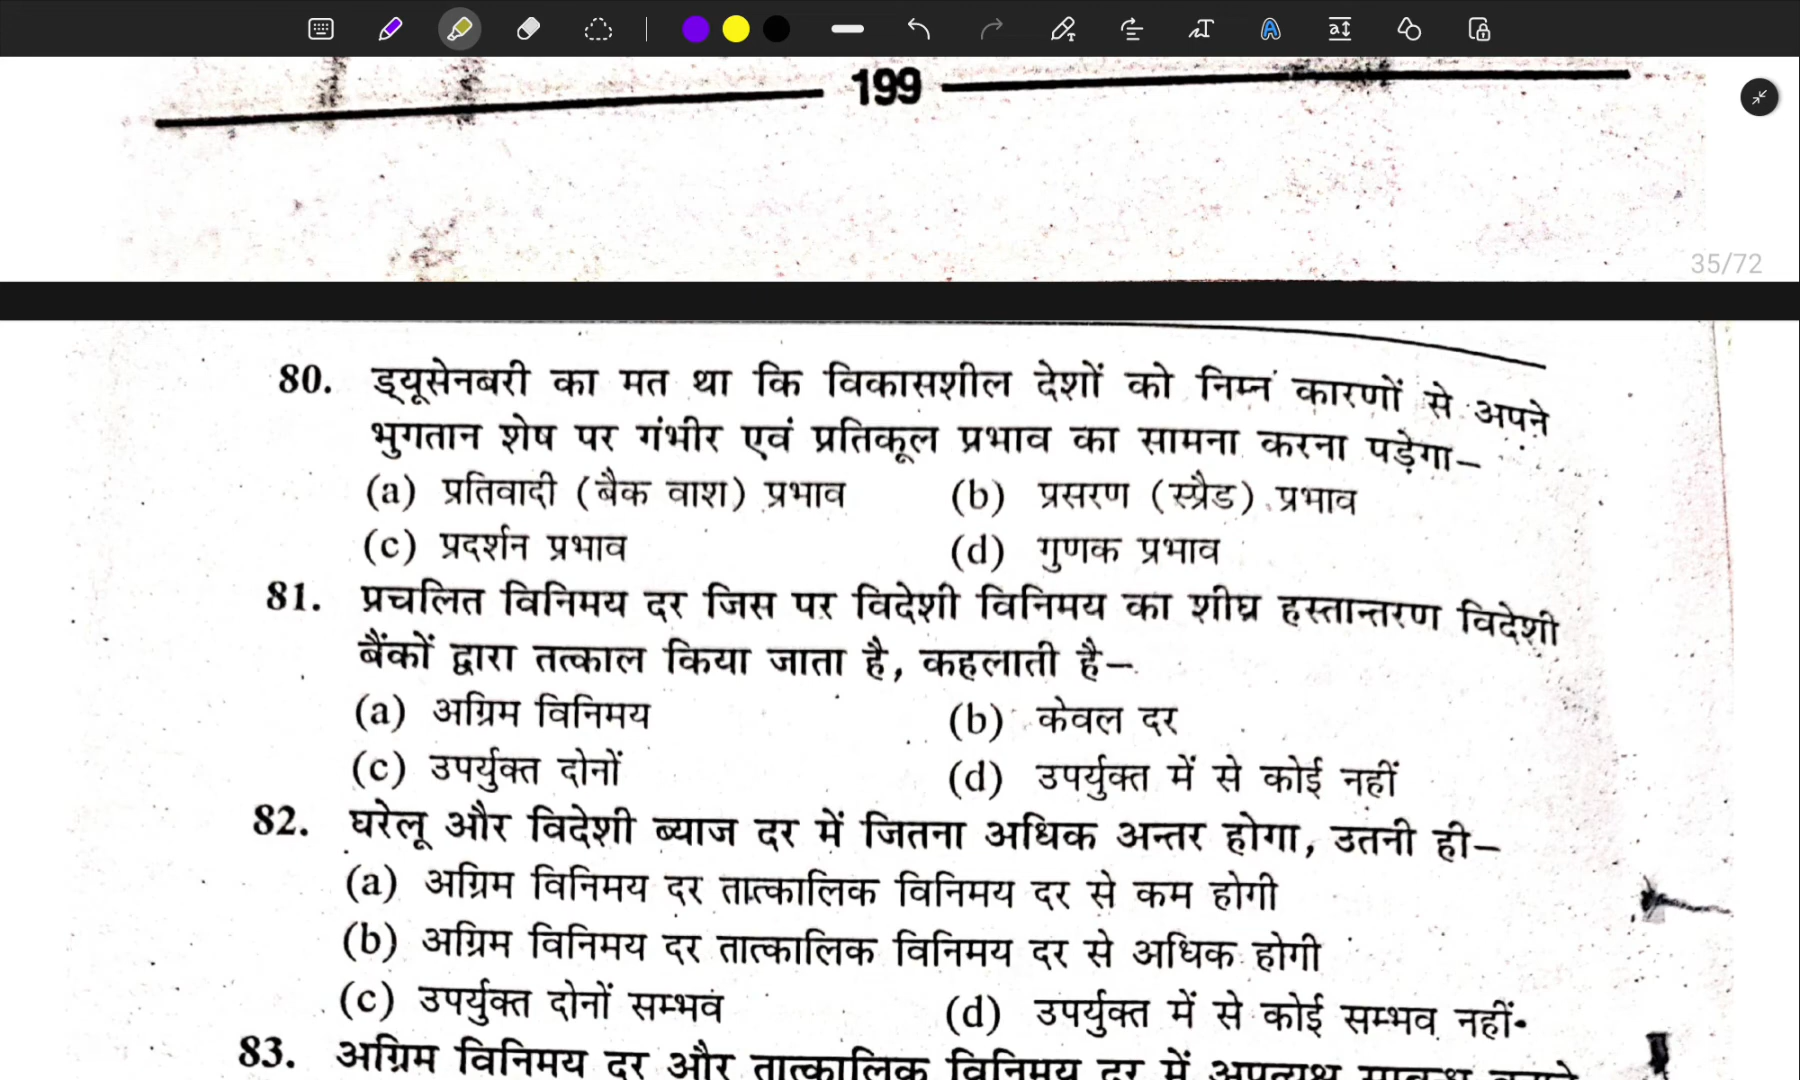 199
35/72
80. ड्यूसेनबरी का मत था कि विकासशील देशों को निम्न कारणों से अपने
भुगतान शेष पर गंभीर एवं प्रतिकूल प्रभाव का सामना करना पड़ेगा–
(a) प्रतिवादी (बैक वाश) प्रभाव (b) प्रसरण (स्प्रैड) प्रभाव
(c) प्रदर्शन प्रभाव (d) गुणक प्रभाव
81. प्रचलित विनिमय दर जिस पर विदेशी विनिमय का शीघ्र हस्तान्तरण विदेशी
बैंकों द्वारा तत्काल किया जाता है, कहलाती है–
(a) अग्रिम विनिमय (b) केवल दर
(c) उपर्युक्त दोनों (d) उपर्युक्त में से कोई नहीं
82. घरेलू और विदेशी ब्याज दर में जितना अधिक अन्तर होगा, उतनी ही–
(a) अग्रिम विनिमय दर तात्कालिक विनिमय दर से कम होगी
(b) अग्रिम विनिमय दर तात्कालिक विनिमय दर से अधिक होगी
(c) उपर्युक्त दोनों सम्भव (d) उपर्युक्त में से कोई सम्भव नहीं
83. अग्रिम विनिमय दर और तात्कालिक विनिमय दर में